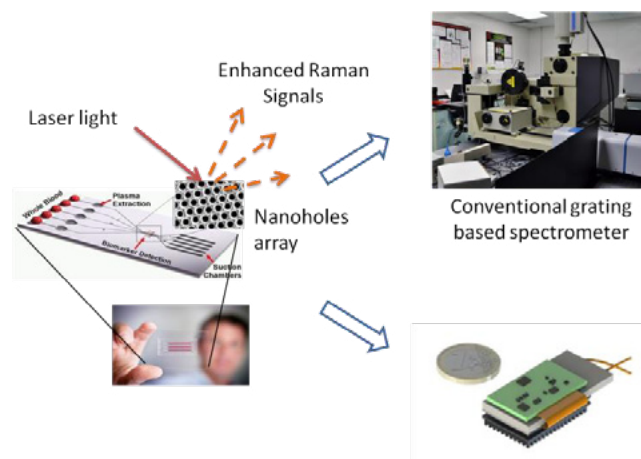 Enhanced Raman
Signals
Laser light
Whole Blood
Plasma
Extraction
Nanoholes
array
Biomarker Detection
Suction
Chambers
Conventional grating
based spectrometer